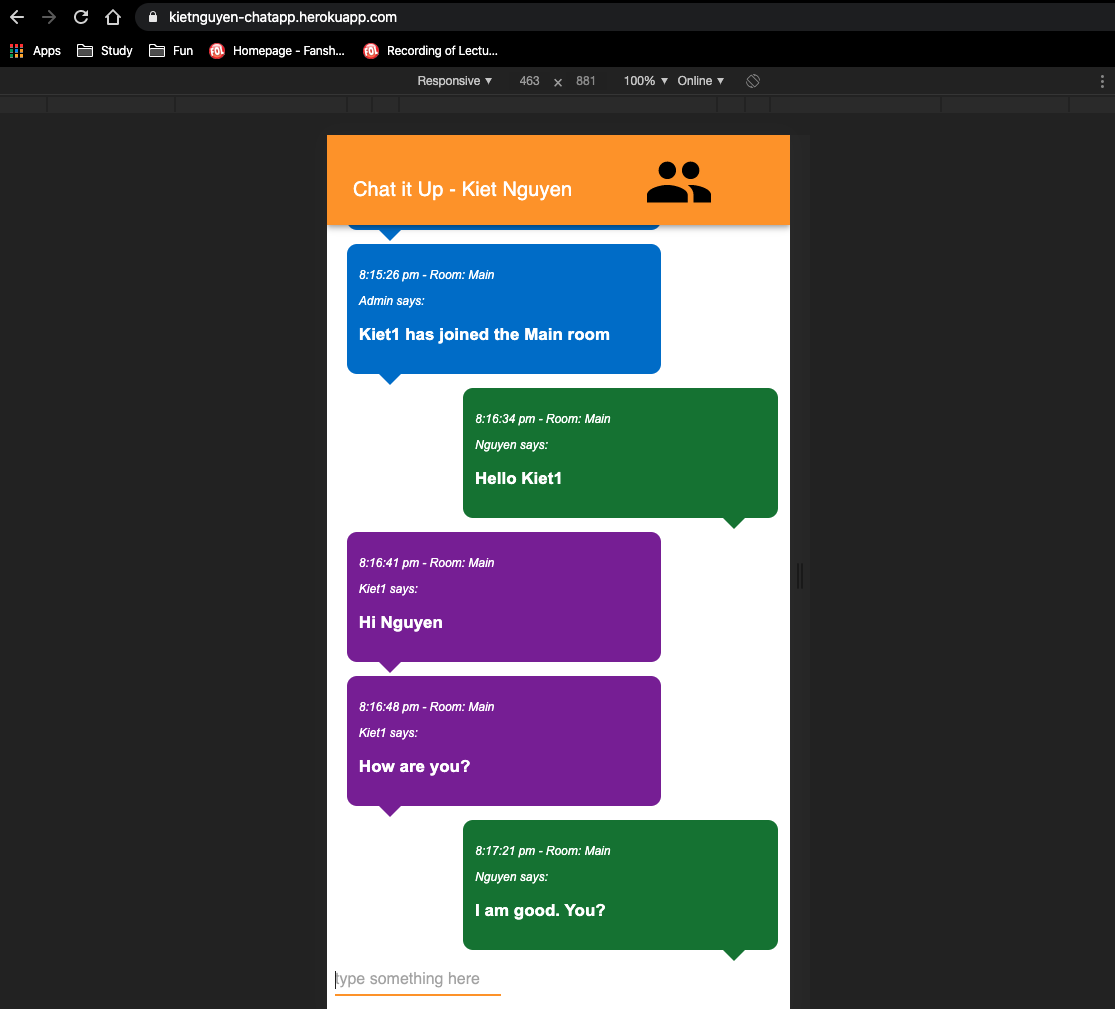 kietnguyen-chatapp.herokuapp.com
Apps Study Fun Homepage - Fansh... Recording of Lectu...
Responsive 463 x 881 100% Online
Chat it Up - Kiet Nguyen
8:15:26 pm - Room: Main
Admin says:
Kiet1 has joined the Main room
8:16:34 pm - Room: Main
Nguyen says:
Hello Kiet1
8:16:41 pm - Room: Main
Kiet1 says:
Hi Nguyen
8:16:48 pm - Room: Main
Kiet1 says:
How are you?
8:17:21 pm - Room: Main
Nguyen says:
I am good. You?
type something here